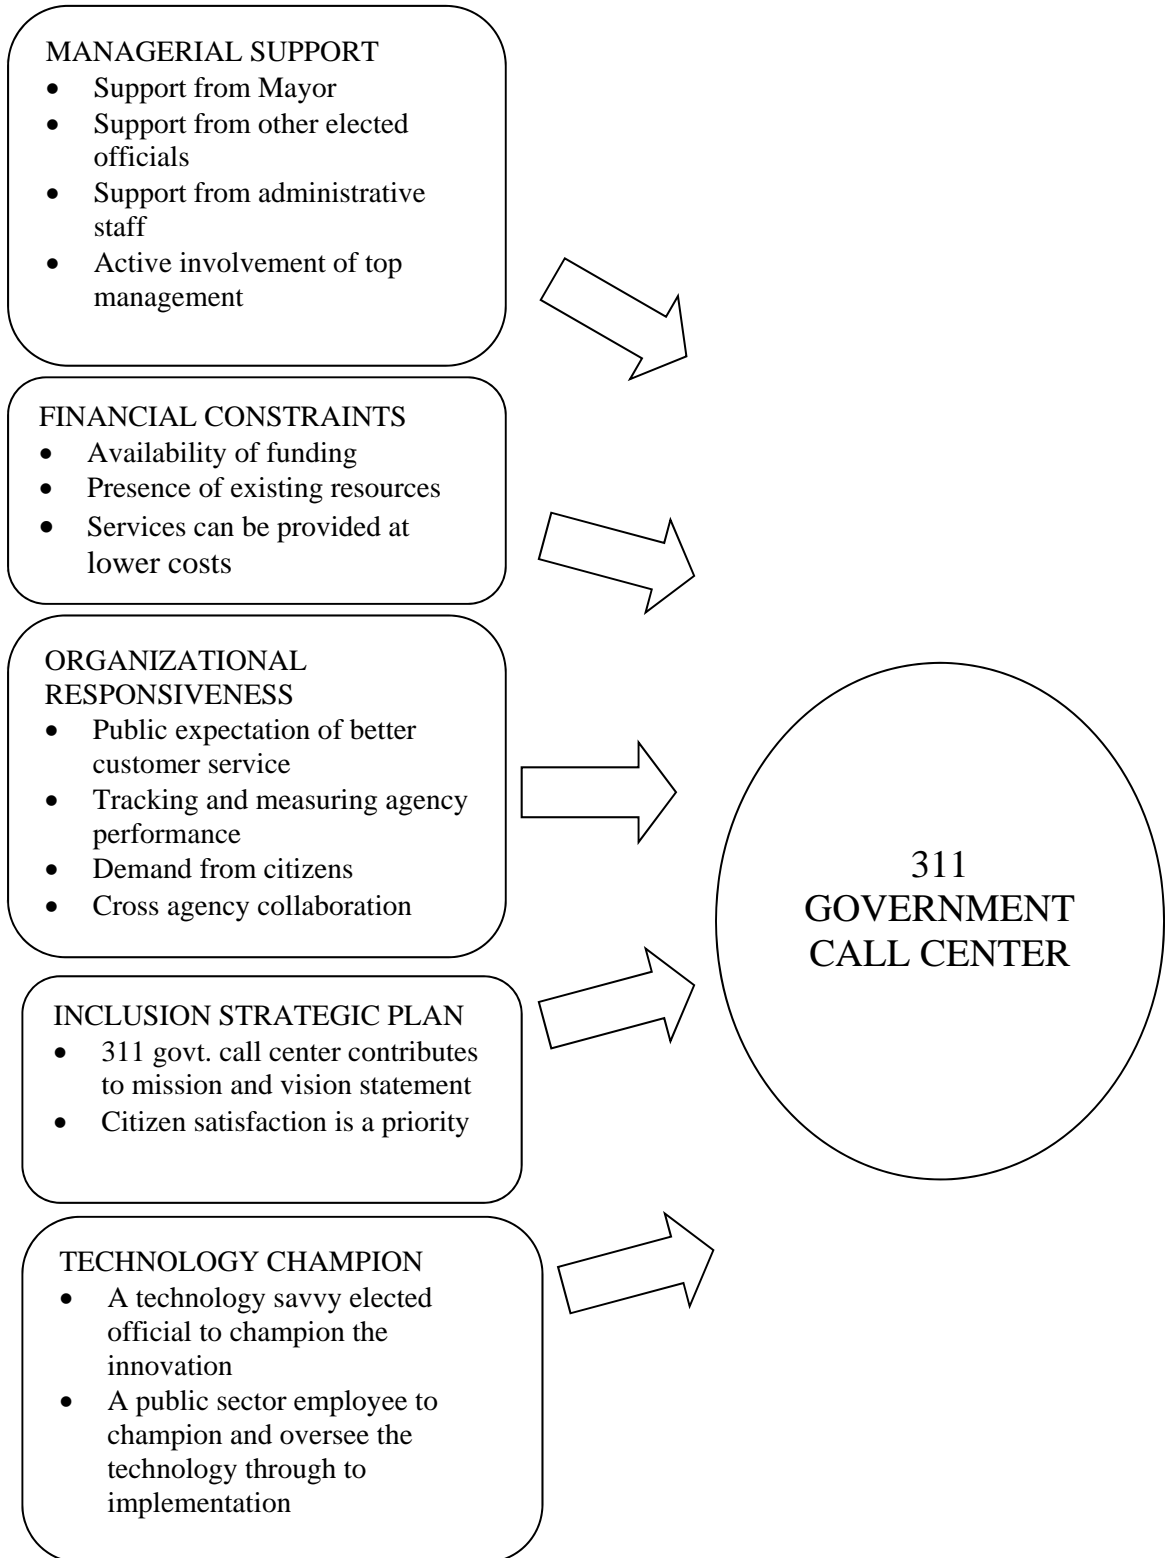 MANAGERIAL SUPPORT
• Support from Mayor
• Support from other elected
officials
• Support from administrative
staff
• Active involvement of top
management
FINANCIAL CONSTRAINTS
• Availability of funding
• Presence of existing resources
• Services can be provided at
lower costs
ORGANIZATIONAL
RESPONSIVENESS
• Public expectation of better
customer service
• Tracking and measuring agency
performance
• Demand from citizens
• Cross agency collaboration
INCLUSION STRATEGIC PLAN
• 311 govt. call center contributes
to mission and vision statement
• Citizen satisfaction is a priority
TECHNOLOGY CHAMPION
• A technology savvy elected
official to champion the
innovation
• A public sector employee to
champion and oversee the
technology through to
implementation
311
GOVERNMENT
CALL CENTER